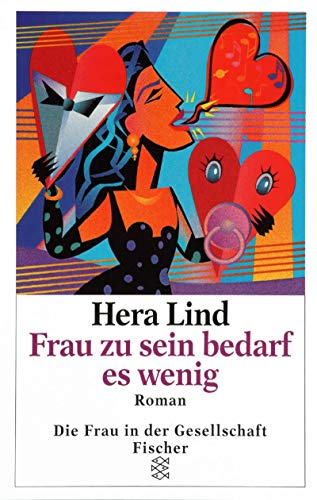 Hera Lind
Frau zu sein bedarf
es wenig
Roman
Die Frau in der Gesellschaft
Fischer